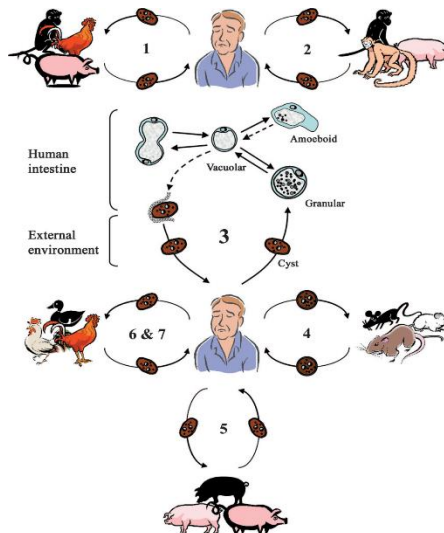 1
2
Human
intestine
Amoeboid
Vacuolar
Granular
External
environment
3
Cyst
6 & 7
4
5